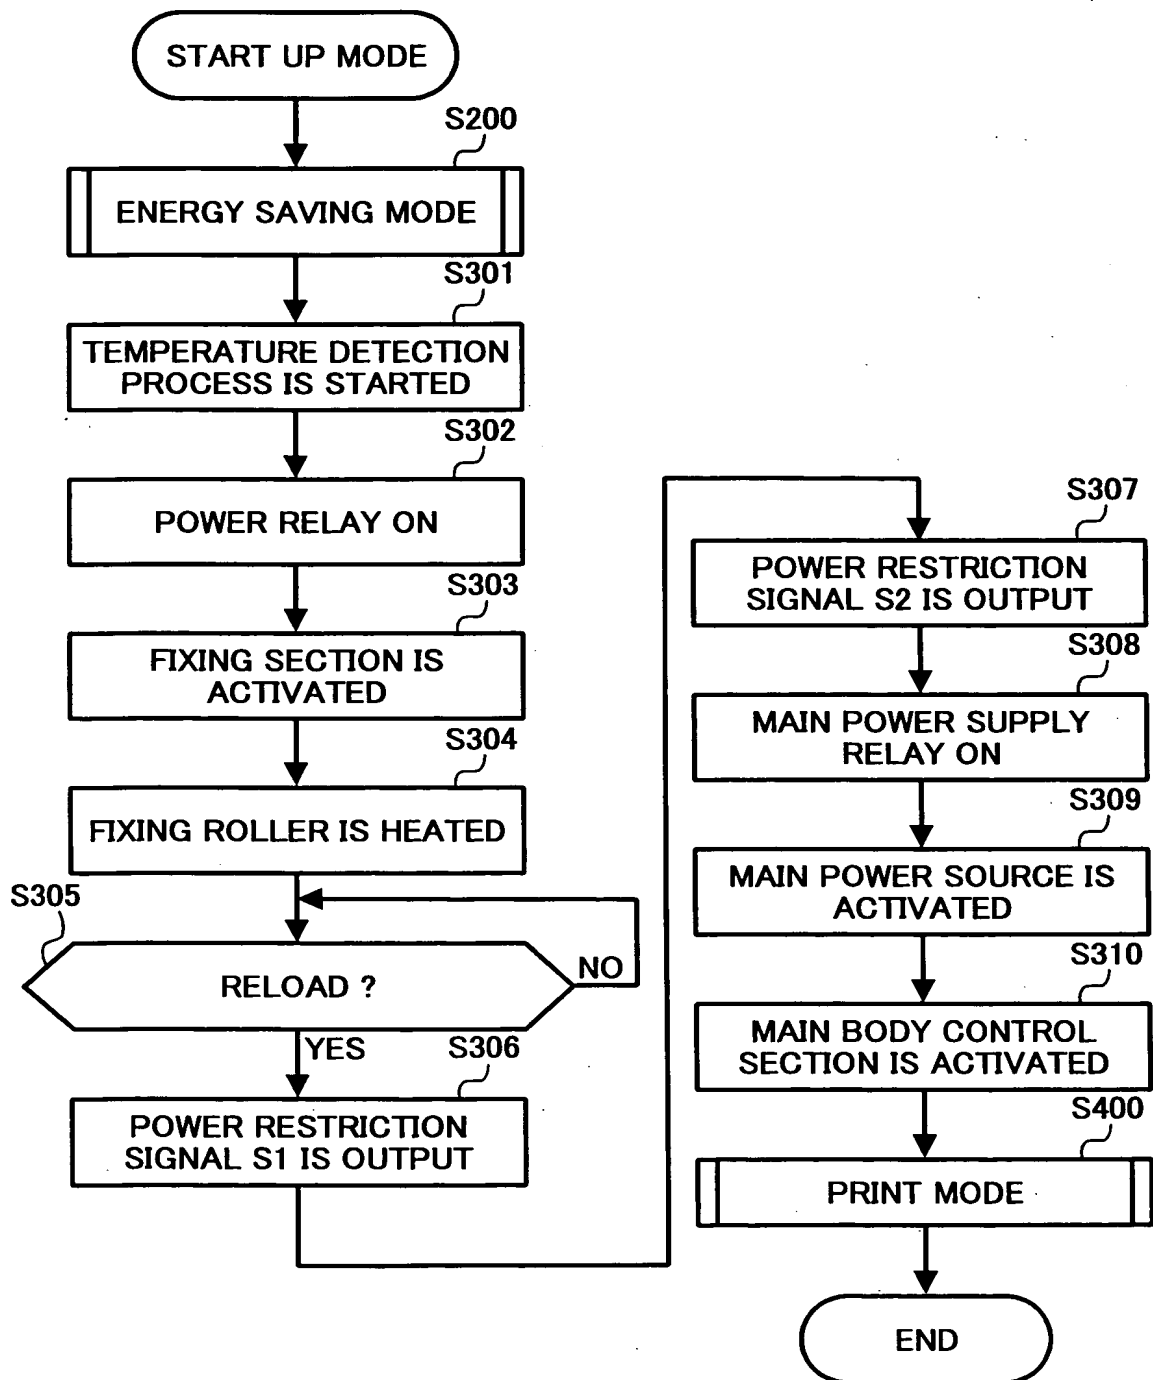 START UP MODE
S200
ENERGY SAVING MODE
S301
TEMPERATURE DETECTION
PROCESS IS STARTED
S302
POWER RELAY ON
S303
FIXING SECTION IS
ACTIVATED
S304
FIXING ROLLER IS HEATED
S305
RELOAD ?
NO
YES
S306
POWER RESTRICTION
SIGNAL S1 IS OUTPUT
S307
POWER RESTRICTION
SIGNAL S2 IS OUTPUT
S308
MAIN POWER SUPPLY
RELAY ON
S309
MAIN POWER SOURCE IS
ACTIVATED
S310
MAIN BODY CONTROL
SECTION IS ACTIVATED
S400
PRINT MODE
END